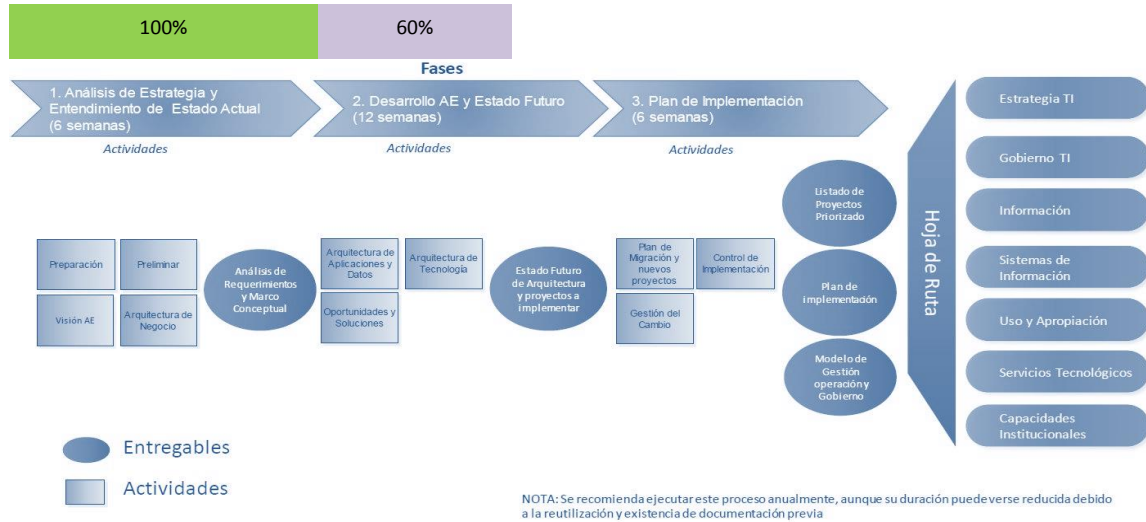 100%
60%
Fases
1. Análisis de Estrategia y
Entendimiento de Estado Actual
(6 semanas)
2. Desarrollo AE y Estado Futuro
(12 semanas)
3. Plan de Implementación
(6 semanas)
Actividades
Actividades
Actividades
Preparación
Preliminar
Visión AE
Arquitectura de
Negocio
Análisis de
Requerimientos
y Marco
Conceptual
Arquitectura de
Aplicaciones y
Datos
Arquitectura de
Tecnología
Oportunidades y
Soluciones
Estado Futuro
de Arquitectura
y proyectos a
implementar
Plan de
Migración y
nuevos
proyectos
Control de
Implementación
Gestión del
Cambio
Listado de
Proyectos
Priorizado
Plan de
implementación
Modelo de
Gestión
operación y
Gobierno
Hoja de Ruta
Estrategia TI
Gobierno TI
Información
Sistemas de
Información
Uso y Apropiación
Servicios Tecnológicos
Capacidades
Institucionales
Entregables
Actividades
NOTA: Se recomienda ejecutar este proceso anualmente, aunque su duración puede verse reducida debido
a la reutilización y existencia de documentación previa